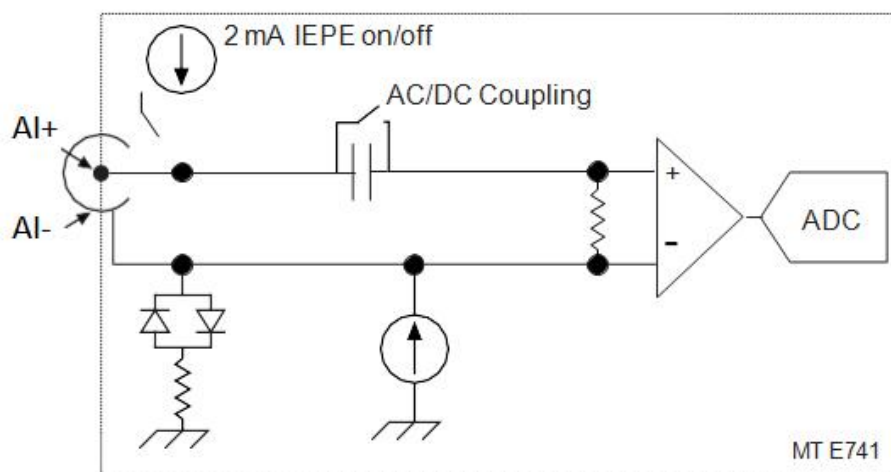 2 mA IEPE on/off
AC/DC Coupling
AI+
AI-
+
-
ADC
MT E741